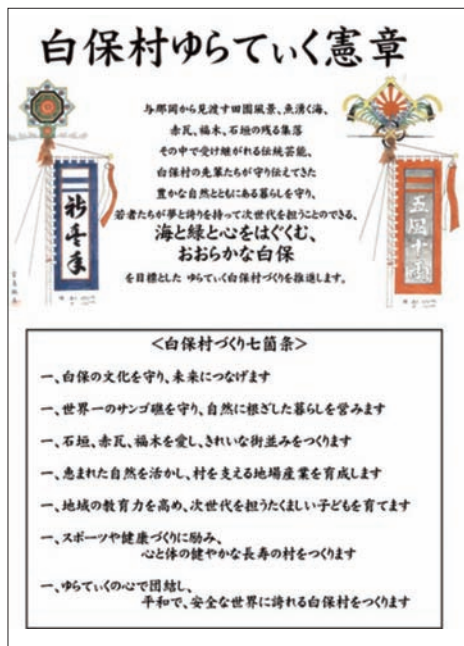 白保村ゆらてぃく憲章
与那岡から見渡す田園風景、魚湧く海、
赤瓦、福木、石垣の残る集落
その中で受け継がれる伝統芸能、
白保村の先輩たちが守り伝えてきた
豊かな自然とともにある暮らしを守り、
若者たちが夢と誇りを持って次世代を担うことのできる、
海と緑と心をはぐくむ、
おおらかな白保
を目標とした ゆらてぃく白保村づくりを推進します。
五風十雨
＜白保村づくり七箇条＞
一、白保の文化を守り、未来につなげます
一、世界一のサンゴ礁を守り、自然に根ざした暮らしを営みます
一、石垣、赤瓦、福木を愛し、きれいな街並みをつくります
一、恵まれた自然を活かし、村を支える地場産業を育成します
一、地域の教育力を高め、次世代を担うたくましい子どもを育てます
一、スポーツや健康づくりに励み、
心と体の健やかな長寿の村をつくります
一、ゆらてぃくの心で団結し、
平和で、安全な世界に誇れる白保村をつくります